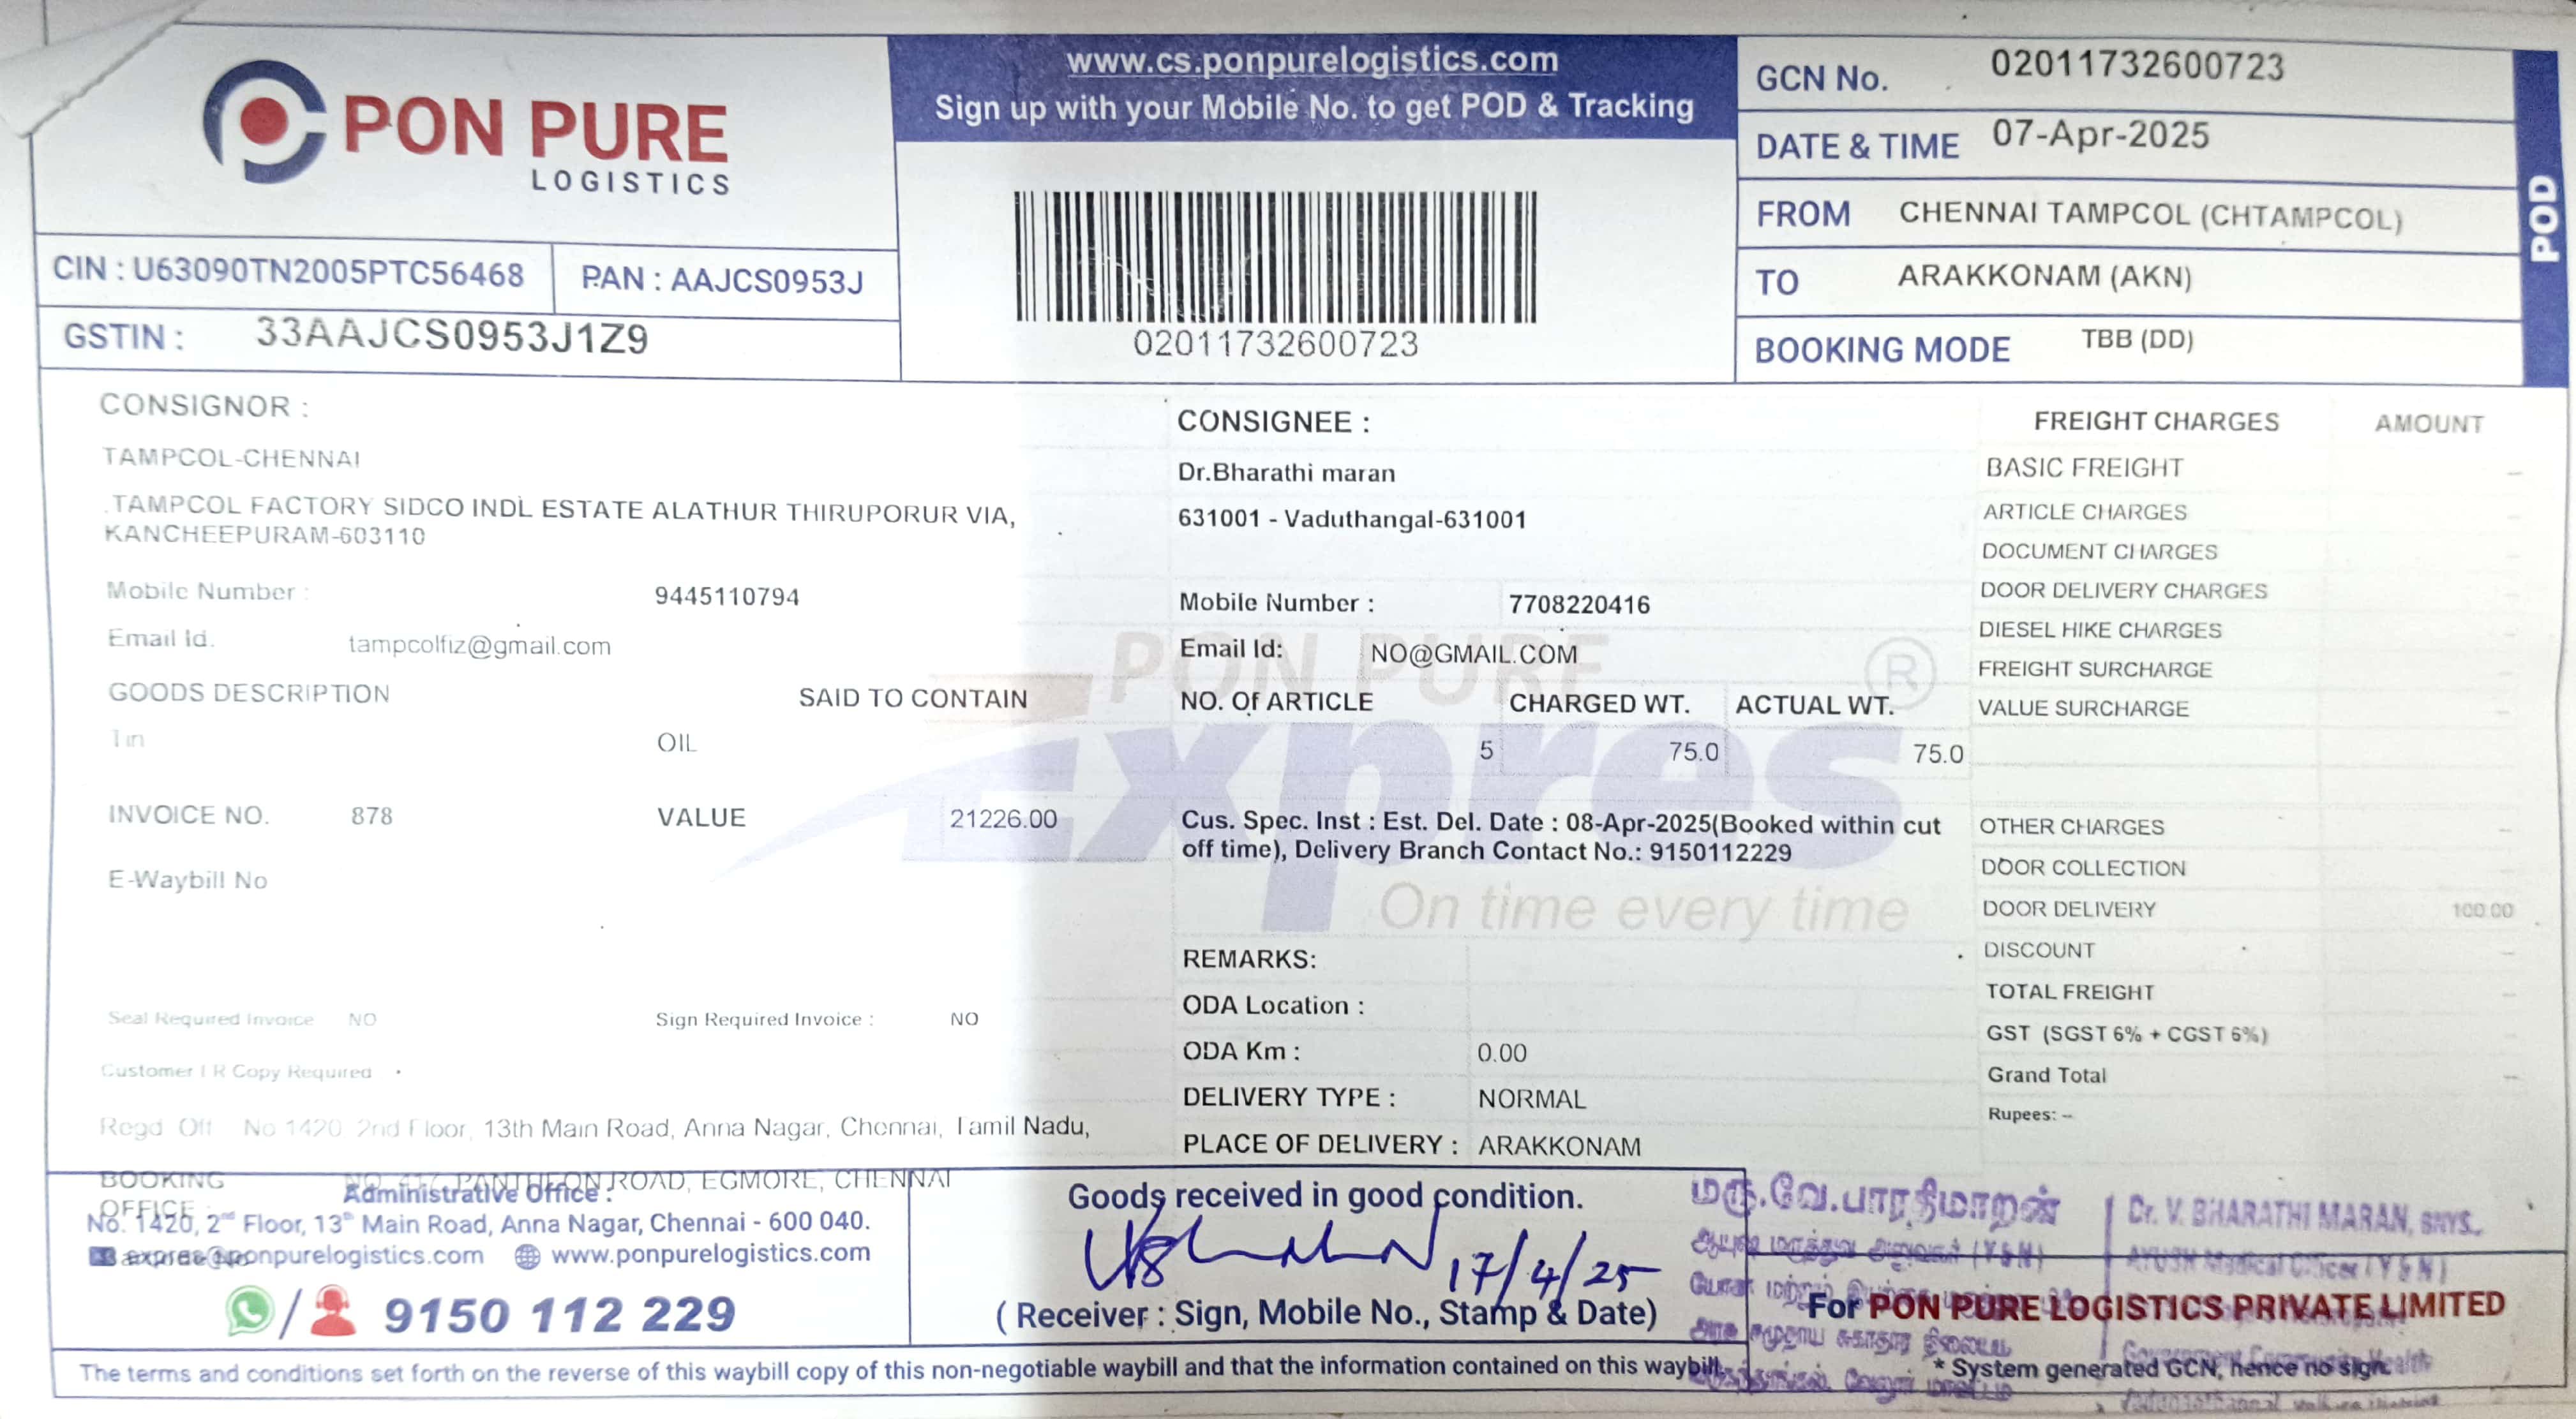 PON PURE
LOGISTICS
www.cs.ponpurelogistics.com
Sign up with your Mobile No. to get POD & Tracking
GCN No. 02011732600723
DATE & TIME 07-Apr-2025
FROM CHENNAI TAMPCOL (CHTAMPCOL)
TO ARAKKONAM (AKN)
BOOKING MODE TBB (DD)
POD
CIN : U63090TN2005PTC56468 PAN : AAJCS0953J
GSTIN : 33AAJCS0953J1Z9
02011732600723
CONSIGNOR :
TAMPCOL-CHENNAI
.TAMPCOL FACTORY SIDCO INDL ESTATE ALATHUR THIRUPORUR VIA,
KANCHEEPURAM-603110
Mobile Number : 9445110794
Email Id. tampcolfiz@gmail.com
GOODS DESCRIPTION SAID TO CONTAIN
Tin OIL
INVOICE NO. 878 VALUE 21226.00
E-Waybill No
Seal Required Invoice NO Sign Required Invoice : NO
Customer LR Copy Required
Regd Off No 1420 2nd Floor, 13th Main Road, Anna Nagar, Chennai, Tamil Nadu,
CONSIGNEE :
Dr.Bharathi maran
631001 - Vaduthangal-631001
Mobile Number : 7708220416
Email Id: NO@GMAIL.COM
NO. Of ARTICLE CHARGED WT. ACTUAL WT.
5 75.0 75.0
Cus. Spec. Inst : Est. Del. Date : 08-Apr-2025(Booked within cut
off time), Delivery Branch Contact No.: 9150112229
PON PURE
Expres ®
On time every time
REMARKS:
ODA Location :
ODA Km : 0.00
DELIVERY TYPE : NORMAL
PLACE OF DELIVERY : ARAKKONAM
FREIGHT CHARGES AMOUNT
BASIC FREIGHT --
ARTICLE CHARGES
DOCUMENT CHARGES
DOOR DELIVERY CHARGES
DIESEL HIKE CHARGES
FREIGHT SURCHARGE
VALUE SURCHARGE
OTHER CHARGES
DOOR COLLECTION
DOOR DELIVERY 100.00
DISCOUNT
TOTAL FREIGHT
GST (SGST 6% + CGST 6%)
Grand Total --
Rupees: --
BOOKING OFFICE : PANTHEON ROAD, EGMORE, CHENNAI
Administrative Office :
No. 1420, 2nd Floor, 13th Main Road, Anna Nagar, Chennai - 600 040.
expres@ponpurelogistics.com www.ponpurelogistics.com
/ 9150 112 229
Goods received in good condition.
17/4/25
( Receiver : Sign, Mobile No., Stamp & Date)
மரு.வே.பாரதிமாறன்
Dr. V. BHARATHI MARAN, BNYS.,
AYUSH Medical Officer (Y & N)
For PON PURE LOGISTICS PRIVATE LIMITED
* System generated GCN, hence no sign.
The terms and conditions set forth on the reverse of this waybill copy of this non-negotiable waybill and that the information contained on this waybill.